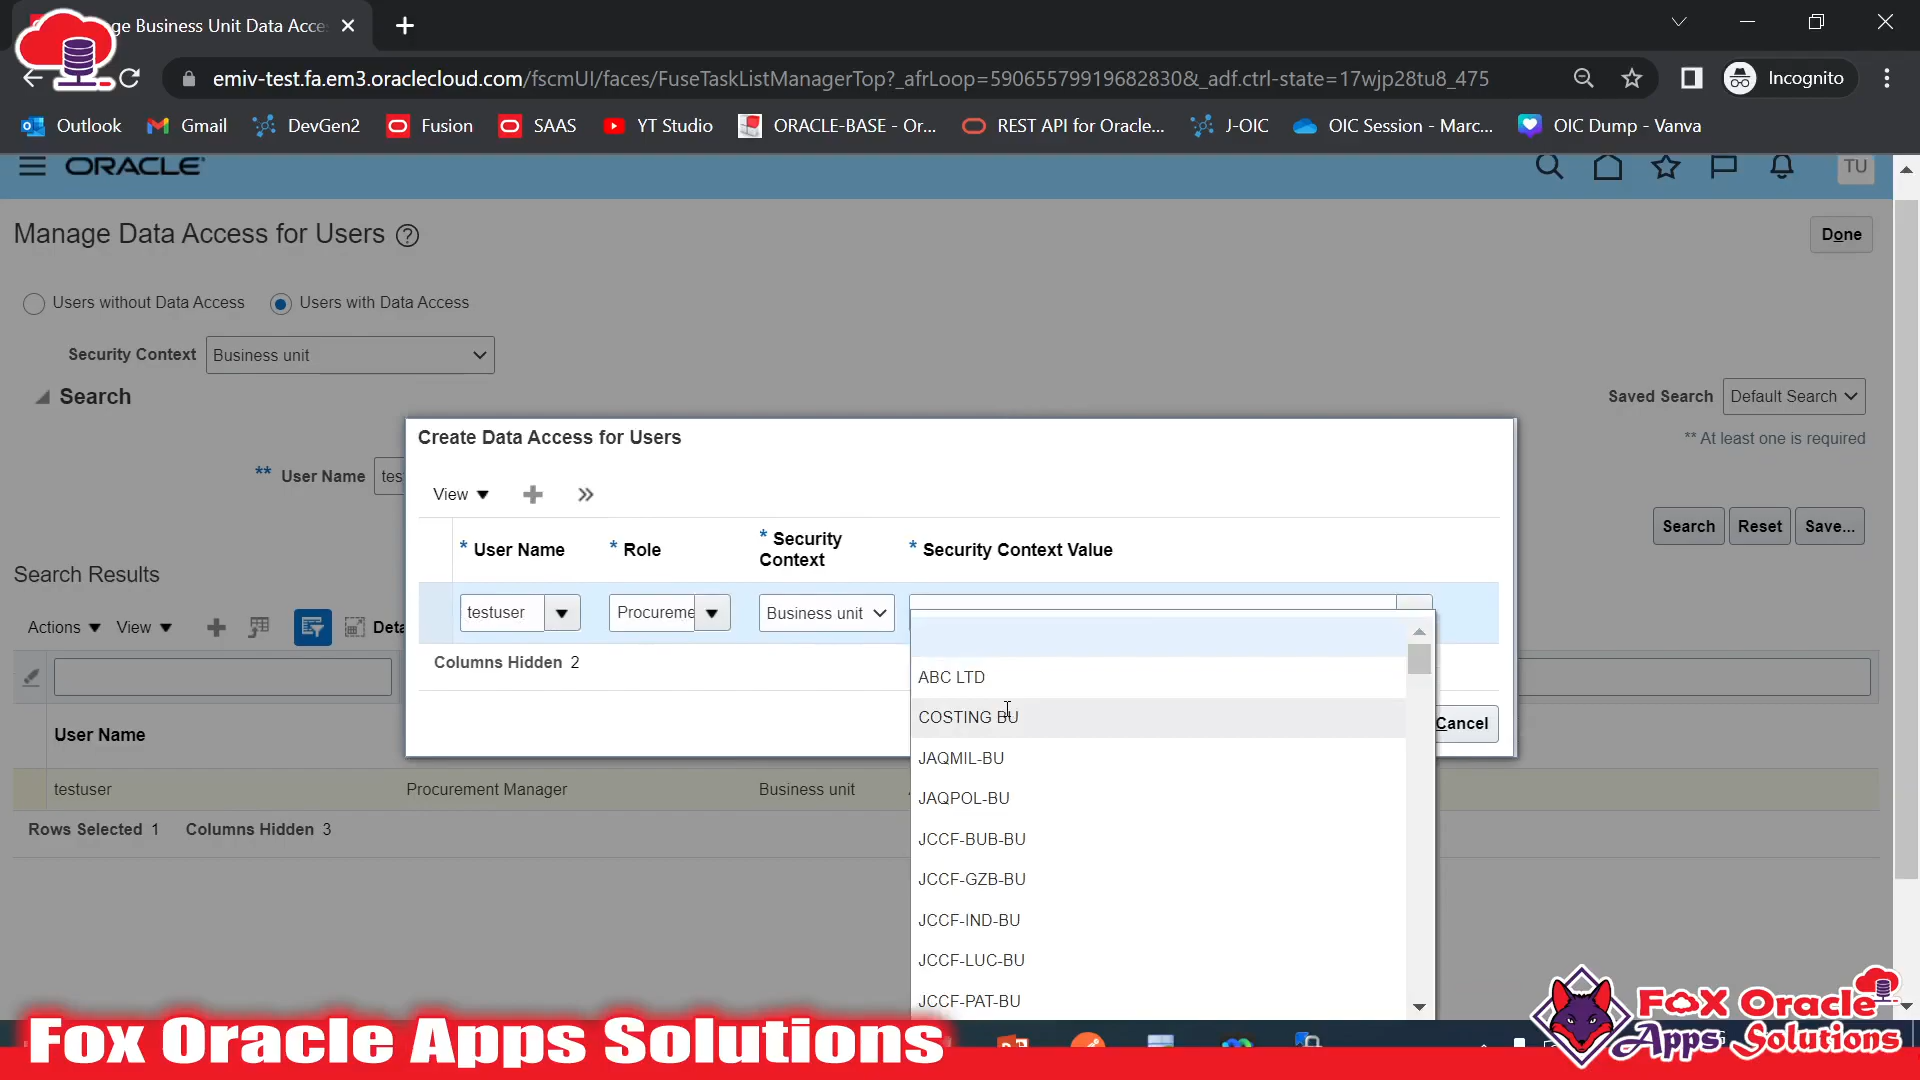 ge Business Unit Data Acce
emiv-test.fa.em3.oraclecloud.com/fscmUI/faces/FuseTaskListManagerTop?_afrLoop=59065579919682830&_adf.ctrl-state=17wjp28tu8_475
Incognito
Outlook
Gmail
DevGen2
Fusion
SAAS
YT Studio
ORACLE-BASE - Or...
REST API for Oracle...
J-OIC
OIC Session - Marc...
OIC Dump - Vanva
ORACLE
TU
Manage Data Access for Users
Done
Users without Data Access
Users with Data Access
Security Context
Business unit
Search
Saved Search
Default Search
** At least one is required
** User Name
tes
Search
Reset
Save...
Create Data Access for Users
View
* User Name
* Role
* Security Context
* Security Context Value
testuser
Procureme
Business unit
Columns Hidden 2
ABC LTD
COSTING BU
JAQMIL-BU
JAQPOL-BU
JCCF-BUB-BU
JCCF-GZB-BU
JCCF-IND-BU
JCCF-LUC-BU
JCCF-PAT-BU
Cancel
Search Results
Actions
View
Deta
User Name
testuser
Procurement Manager
Business unit
Rows Selected 1
Columns Hidden 3
Fox Oracle Apps Solutions
FOX Oracle
Apps Solutions